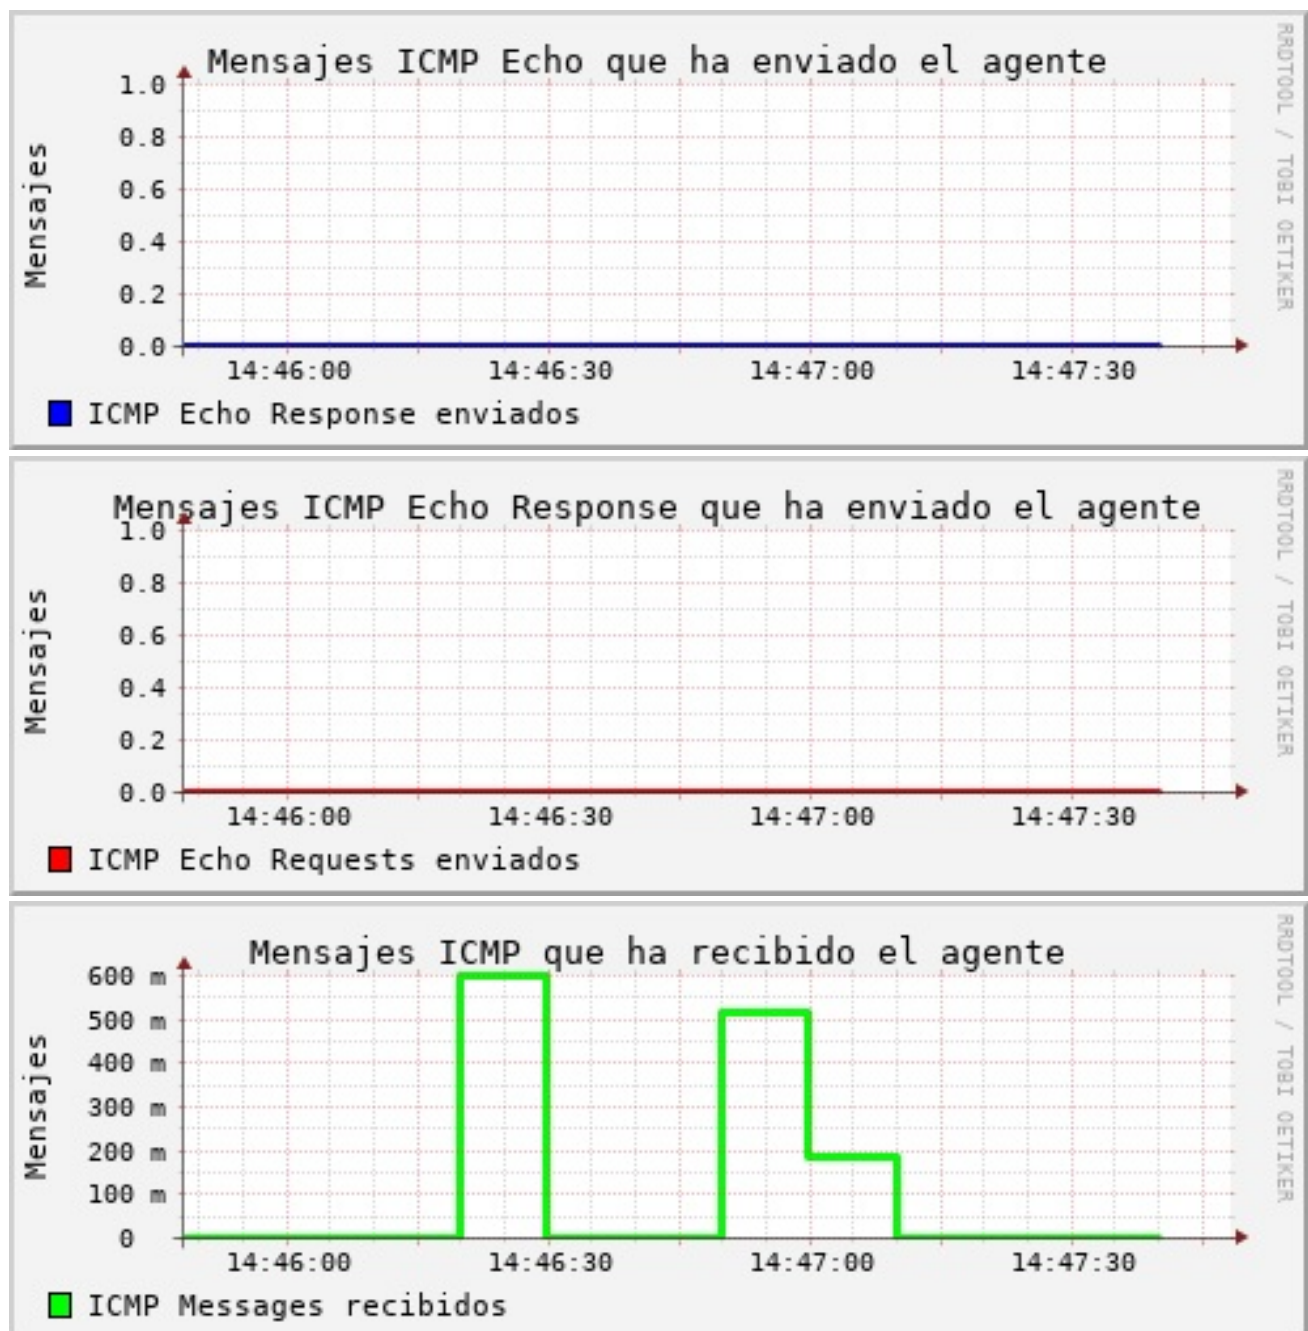 Mensajes ICMP Echo que ha enviado el agente
RRDTOOL / TOBI OETIKER
Mensajes
1.0
0.8
0.6
0.4
0.2
0.0
14:46:00 14:46:30 14:47:00 14:47:30
ICMP Echo Response enviados
Mensajes ICMP Echo Response que ha enviado el agente
RRDTOOL / TOBI OETIKER
Mensajes
1.0
0.8
0.6
0.4
0.2
0.0
14:46:00 14:46:30 14:47:00 14:47:30
ICMP Echo Requests enviados
Mensajes ICMP que ha recibido el agente
RRDTOOL / TOBI OETIKER
Mensajes
600 m
500 m
400 m
300 m
200 m
100 m
0
14:46:00 14:46:30 14:47:00 14:47:30
ICMP Messages recibidos